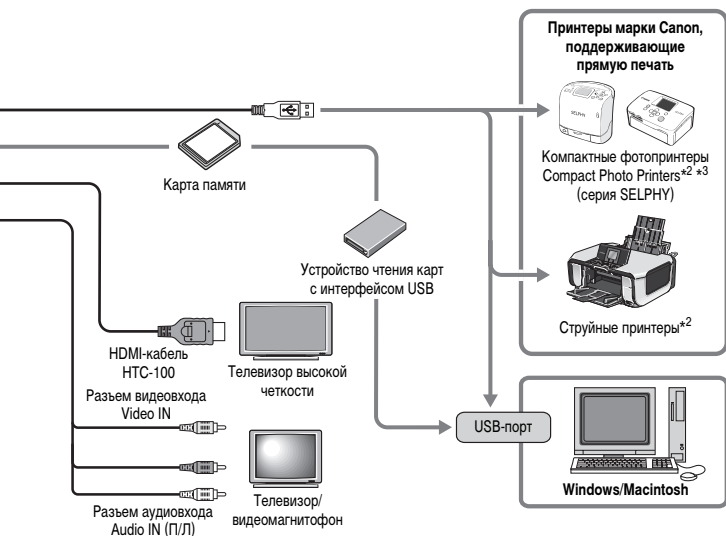 Принтеры марки Canon,
поддерживающие
прямую печать
SELPHY
Компактные фотопринтеры
Compact Photo Printers*2 *3
(серия SELPHY)
Карта памяти
Устройство чтения карт
с интерфейсом USB
Струйные принтеры*2
HDMI-кабель
HTC-100
Телевизор высокой
четкости
Разъем видеовхода
Video IN
USB-порт
Windows/Macintosh
Телевизор/
видеомагнитофон
Разъем аудиовхода
Audio IN (П/Л)